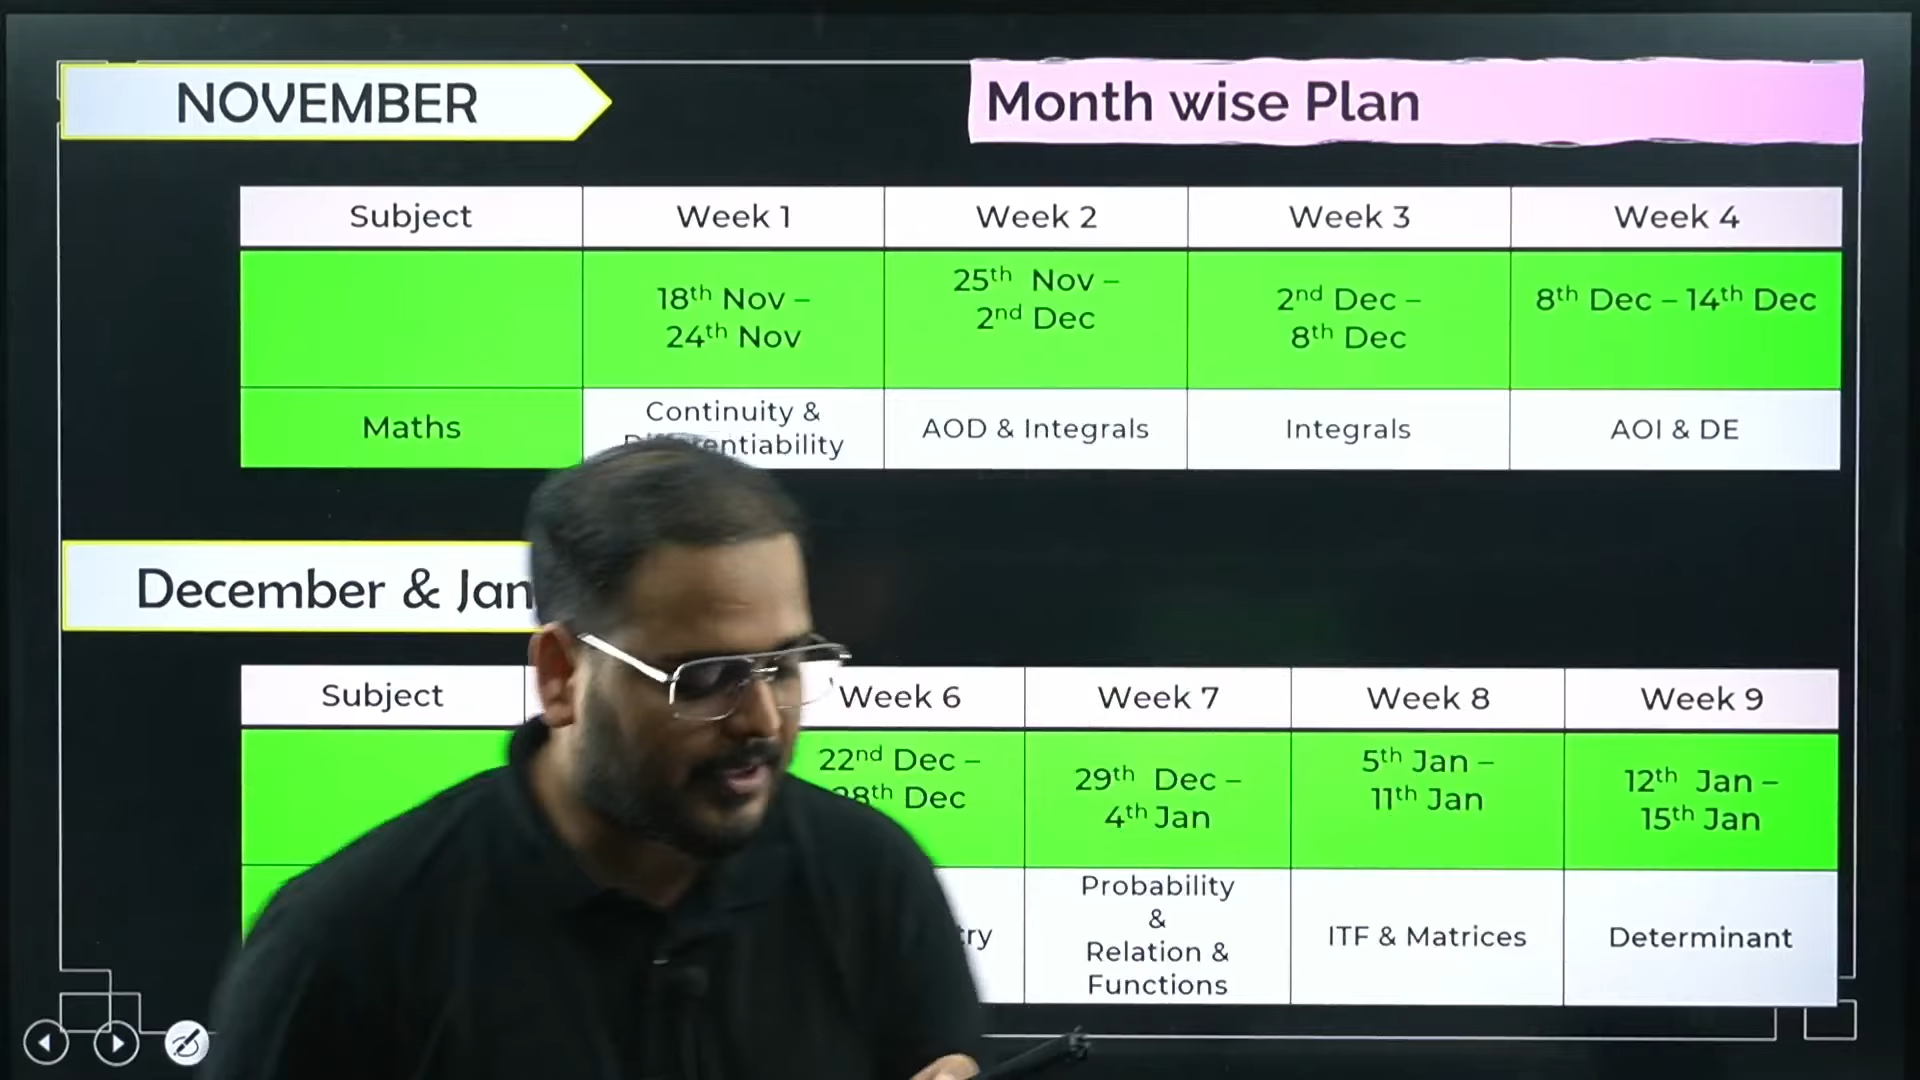 NOVEMBER
Month wise Plan
Subject
Week 1
Week 2
Week 3
Week 4
18th Nov –
24th Nov
25th Nov –
2nd Dec
2nd Dec –
8th Dec
8th Dec – 14th Dec
Maths
Continuity &
AOD & Integrals
Integrals
AOI & DE
December & Jan
Subject
Week 6
Week 7
Week 8
Week 9
22nd Dec –
Dec
29th Dec –
4th Jan
5th Jan –
11th Jan
12th Jan –
15th Jan
Probability
&
Relation &
Functions
ITF & Matrices
Determinant